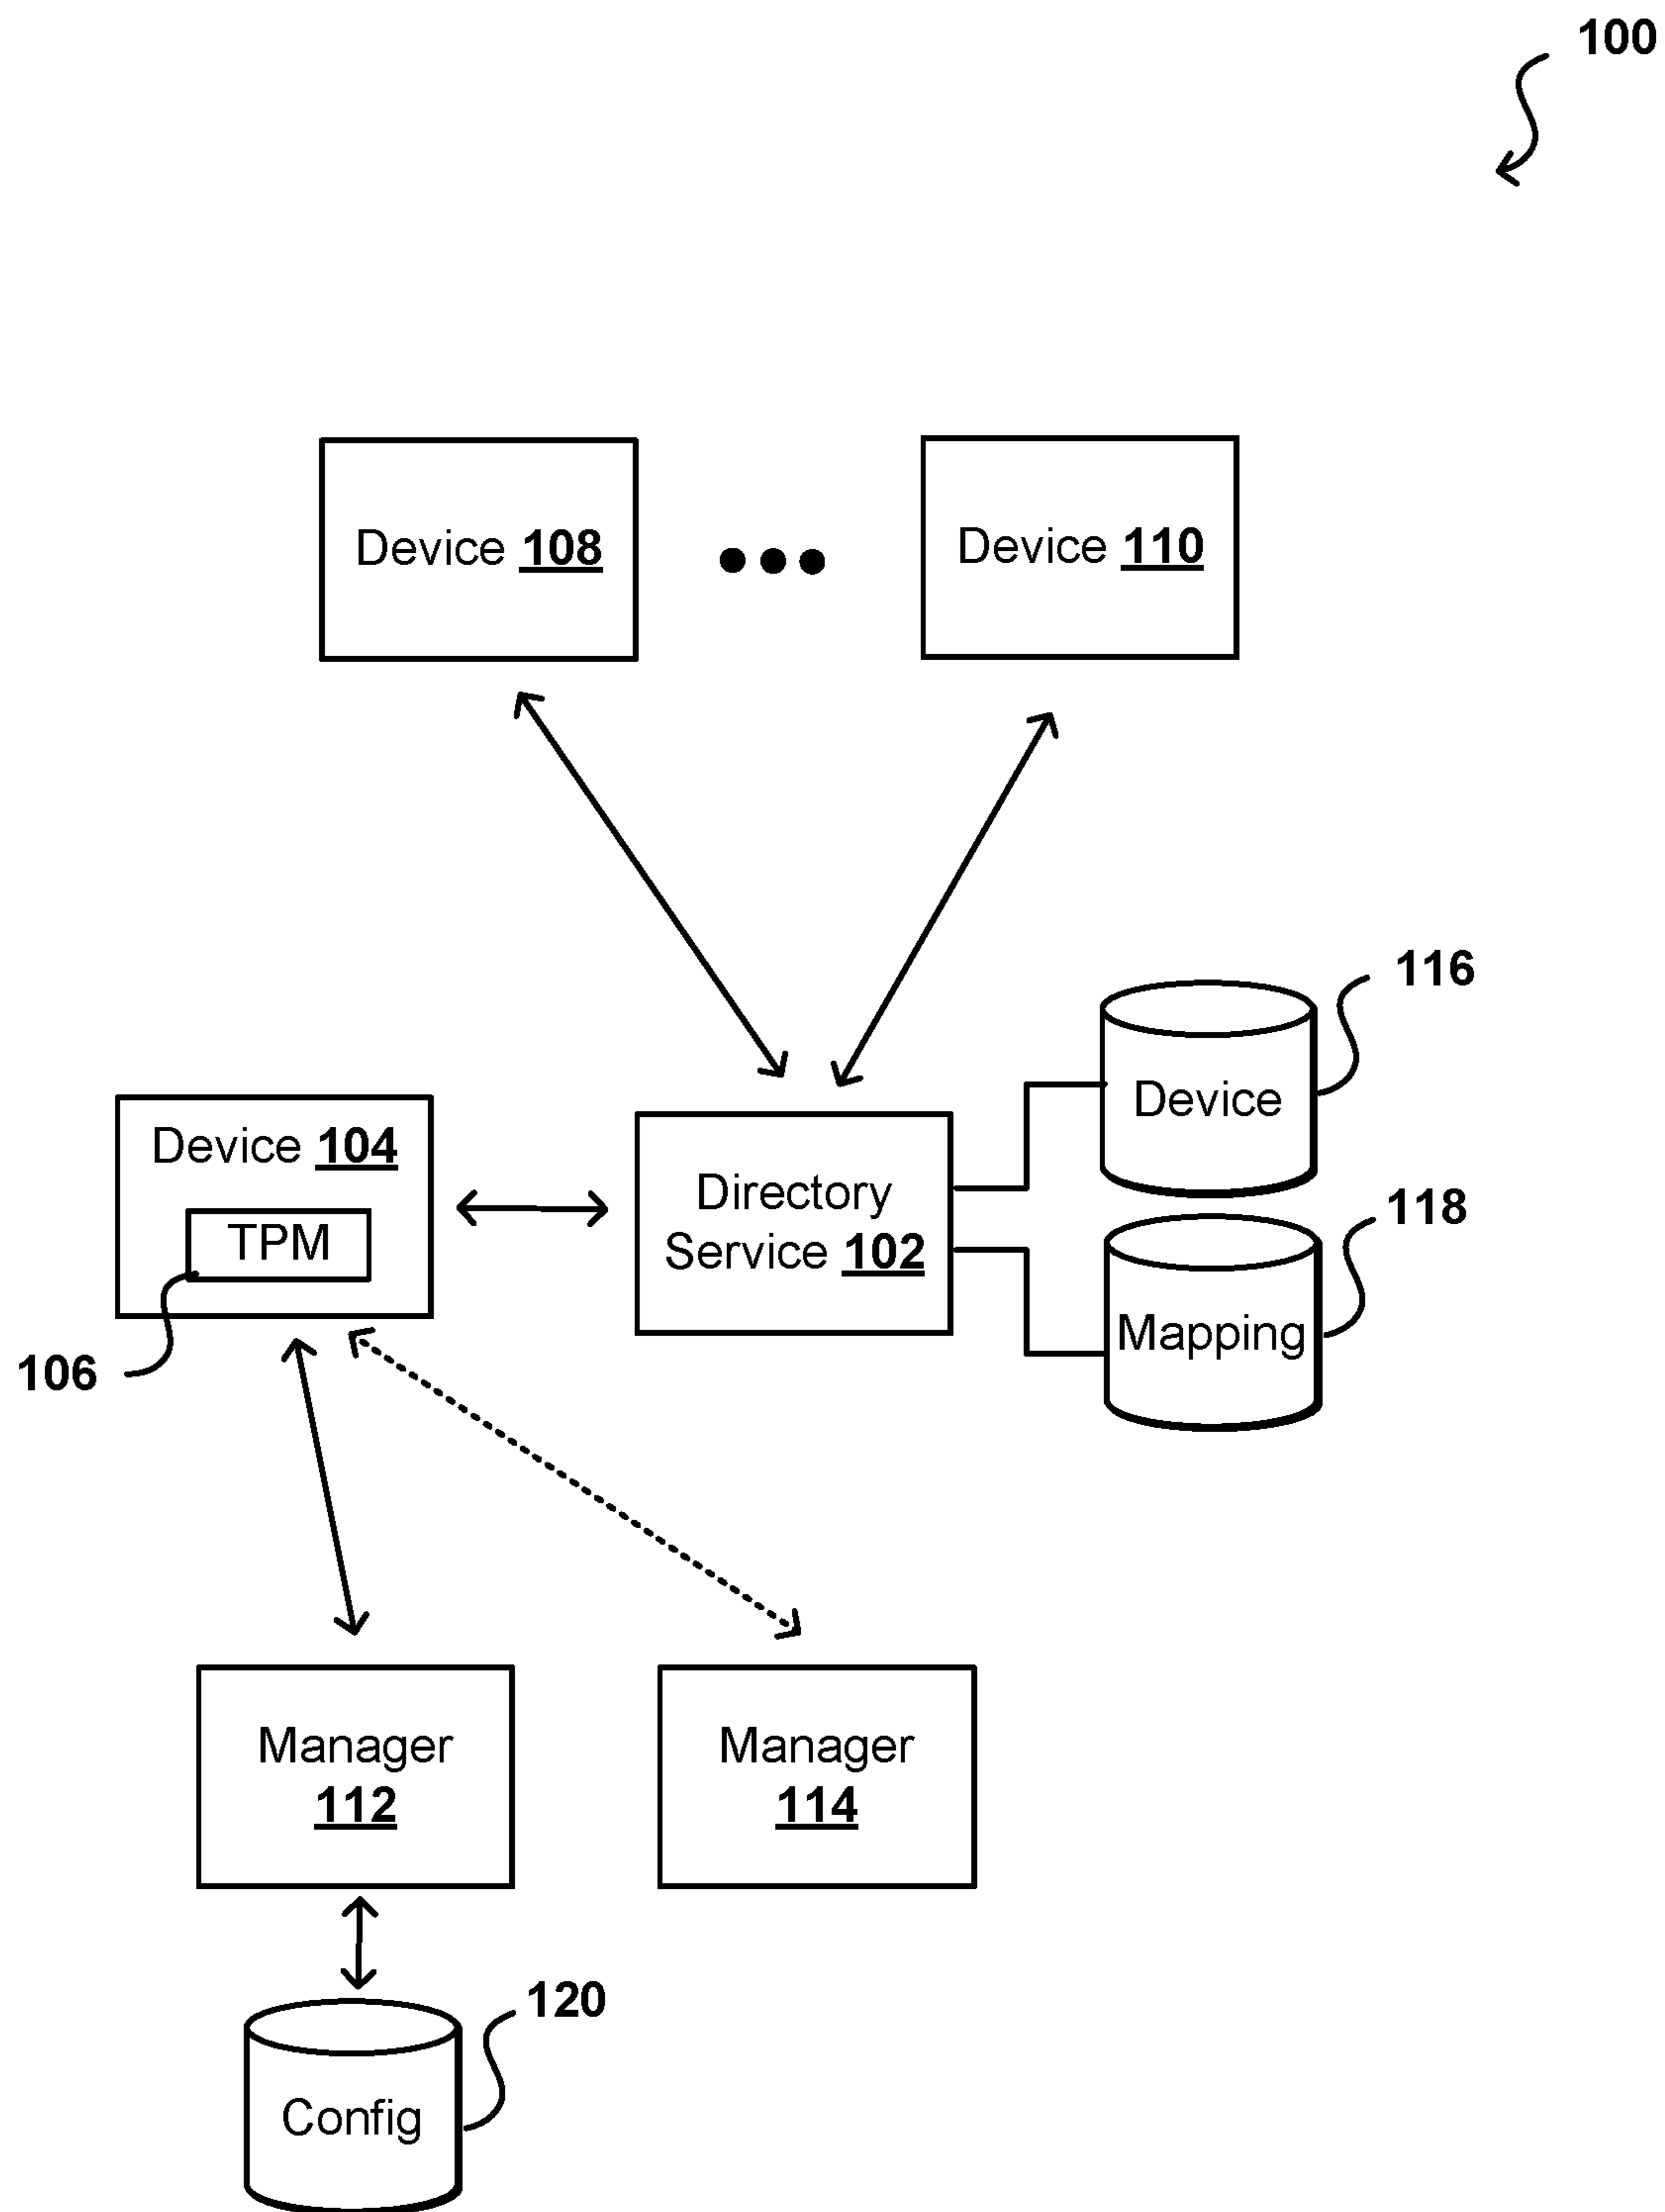 100
Device 108
Device 110
116
Device
Device 104
TPM
Directory
Service 102
118
Mapping
106
Manager
112
Manager
114
120
Config